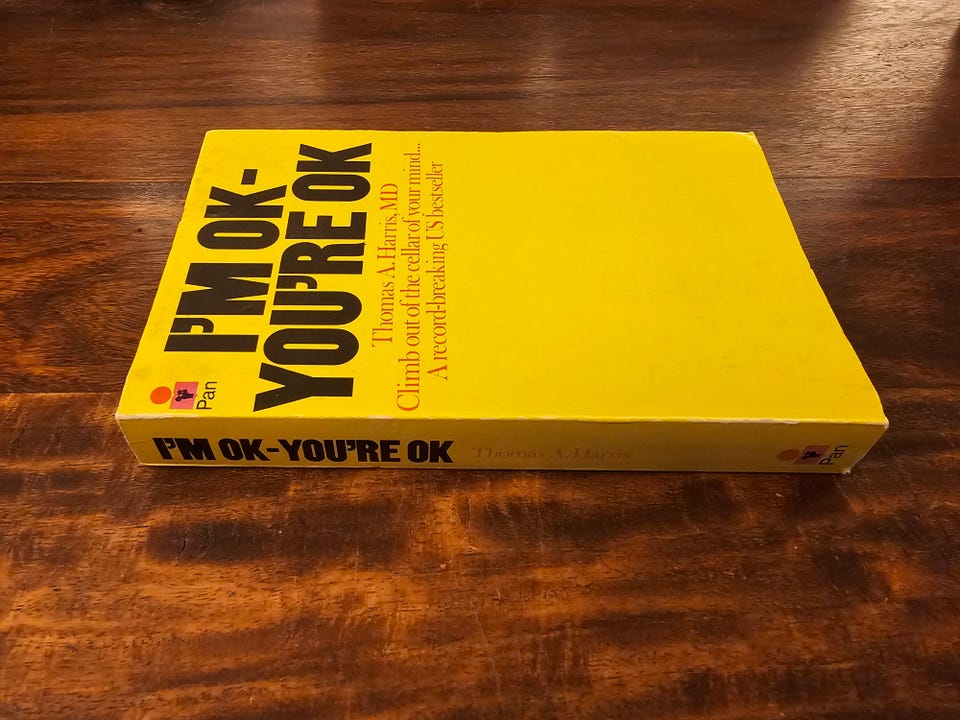 I'M OK-
YOU'RE OK
Thomas A. Harris, MD
Climb out of the cellar of your mind...
A record-breaking US bestseller
Pan
I'M OK-YOU'RE OK Thomas A. Harris Pan